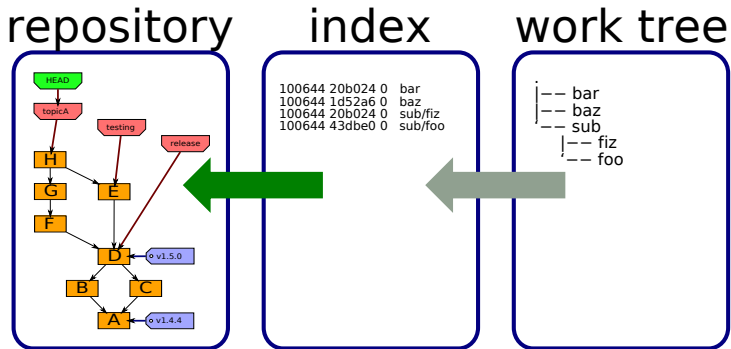 repository
index
work tree
HEAD
topicA
testing
release
H
G
E
F
D
v1.5.0
B
C
A
v1.4.4
100644 20b024 0 bar
100644 1d52a6 0 baz
100644 20b024 0 sub/fiz
100644 43dbe0 0 sub/foo
.
|−− bar
|−− baz
‘−− sub
|−− fiz
‘−− foo